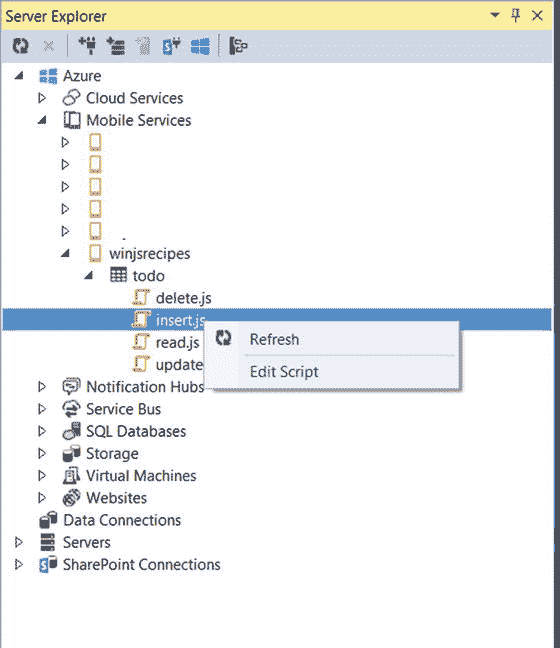 Server Explorer
Azure
Cloud Services
Mobile Services
winjsrecipes
todo
delete.js
insert.js
Refresh
read.js
update
Edit Script
Notification Hubs
Service Bus
SQL Databases
Storage
Virtual Machines
Websites
Data Connections
Servers
SharePoint Connections